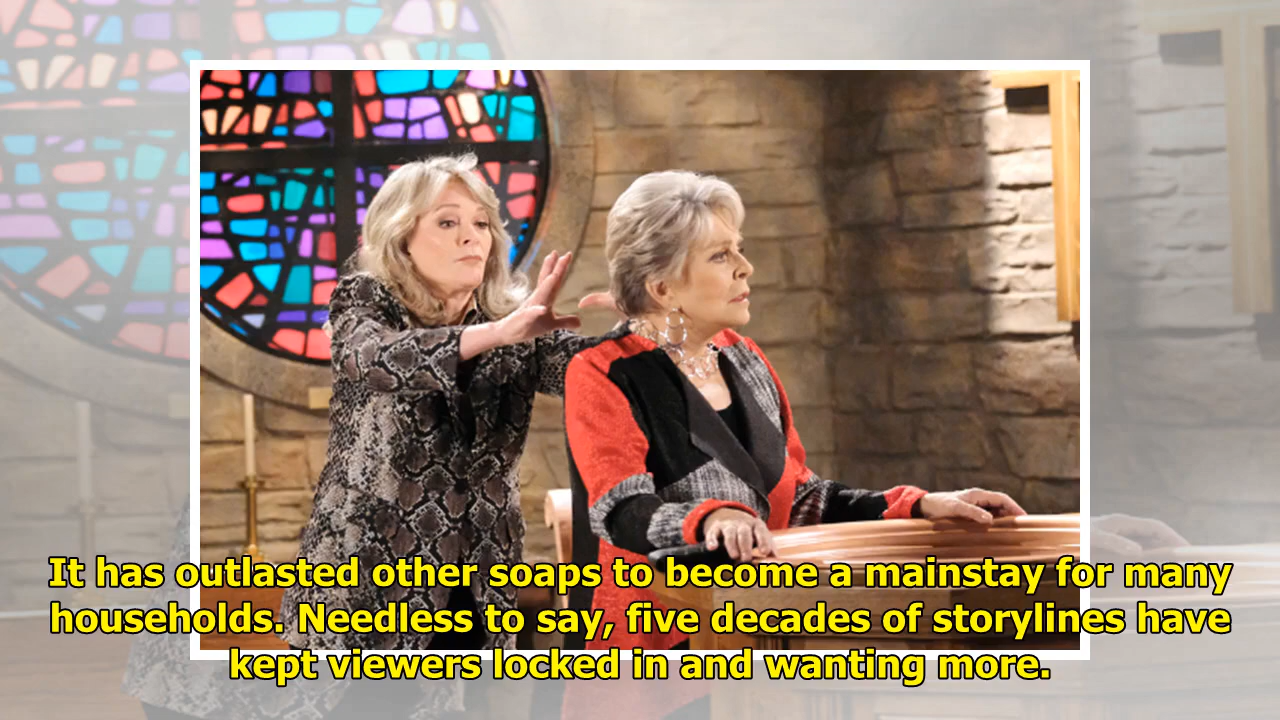 It has outlasted other soaps to become a mainstay for many
households. Needless to say, five decades of storylines have
kept viewers locked in and wanting more.